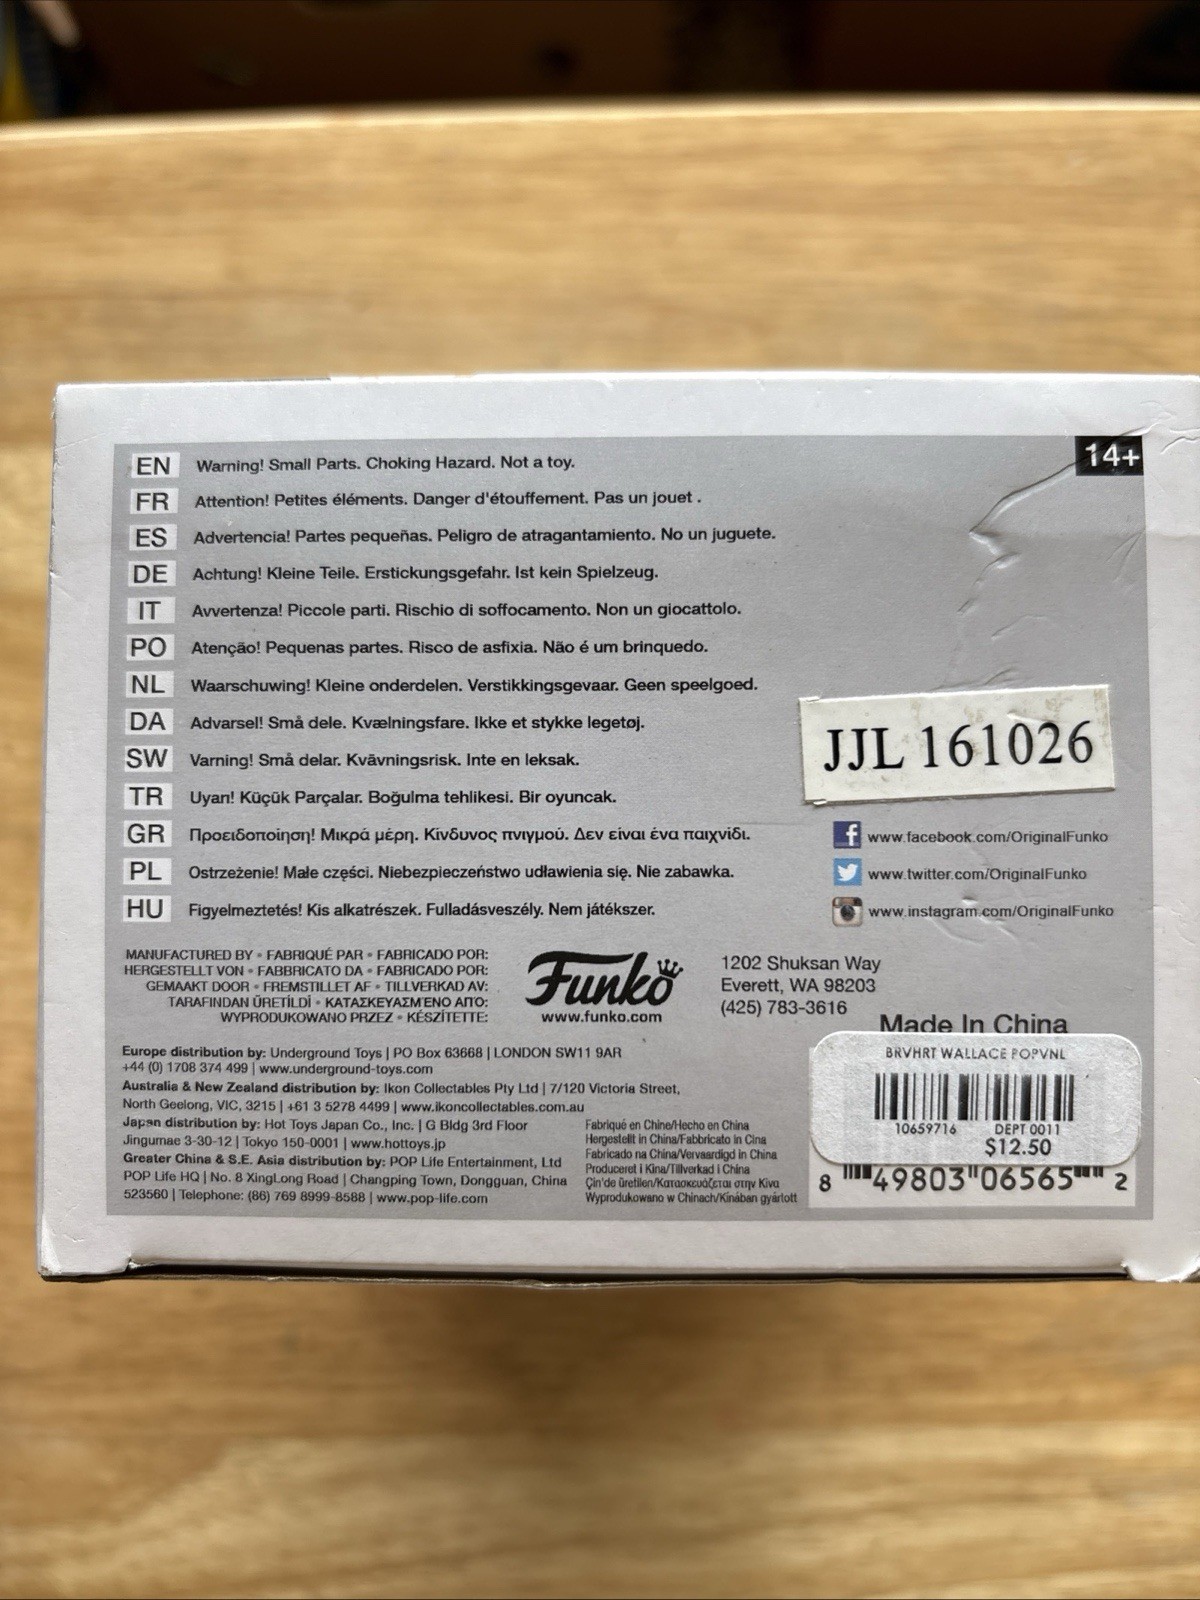 14+
EN Warning! Small Parts. Choking Hazard. Not a toy.
FR Attention! Petites éléments. Danger d'étouffement. Pas un jouet .
ES Advertencia! Partes pequeñas. Peligro de atragantamiento. No un juguete.
DE Achtung! Kleine Teile. Erstickungsgefahr. Ist kein Spielzeug.
IT Avvertenza! Piccole parti. Rischio di soffocamento. Non un giocattolo.
PO Atenção! Pequenas partes. Risco de asfixia. Não é um brinquedo.
NL Waarschuwing! Kleine onderdelen. Verstikkingsgevaar. Geen speelgoed.
DA Advarsel! Små dele. Kvælningsfare. Ikke et stykke legetøj.
SW Varning! Små delar. Kvävningsrisk. Inte en leksak.
TR Uyan! Küçük Parçalar. Boğulma tehlikesi. Bir oyuncak.
GR Προειδοποίηση! Μικρά μέρη. Κίνδυνος πνιγμού. Δεν είναι ένα παιχνίδι.
PL Ostrzeżenie! Małe części. Niebezpieczeństwo udławienia się. Nie zabawka.
HU Figyelmeztetés! Kis alkatrészek. Fulladásveszély. Nem játékszer.
JJL 161026
www.facebook.com/OriginalFunko
www.twitter.com/OriginalFunko
www.instagram.com/OriginalFunko
MANUFACTURED BY • FABRIQUÉ PAR • FABRICADO POR:
HERGESTELLT VON • FABBRICATO DA • FABRICADO POR:
GEMAAKT DOOR • FREMSTILLET AF • TILLVERKAD AV:
TARAFINDAN ÜRETİLDİ • ΚΑΤΑΣΚΕΥΑΣΜΈΝΟ ΑΠΌ:
WYPRODUKOWANO PRZEZ • KÉSZÍTETTE:
Funko
www.funko.com
1202 Shuksan Way
Everett, WA 98203
(425) 783-3616
Made In China
Europe distribution by: Underground Toys | PO Box 63668 | LONDON SW11 9AR
+44 (0) 1708 374 499 | www.underground-toys.com
Australia & New Zealand distribution by: Ikon Collectables Pty Ltd | 7/120 Victoria Street,
North Geelong, VIC, 3215 | +61 3 5278 4499 | www.ikoncollectables.com.au
Japan distribution by: Hot Toys Japan Co., Inc. | G Bldg 3rd Floor
Jingumae 3-30-12 | Tokyo 150-0001 | www.hottoys.jp
Greater China & S.E. Asia distribution by: POP Life Entertainment, Ltd
POP Life HQ | No. 8 XingLong Road | Changping Town, Dongguan, China
523560 | Telephone: (86) 769 8999-8588 | www.pop-life.com
Fabriqué en Chine/Hecho en China
Hergestellt in China/Fabbricato in Cina
Fabricado na China/Vervaardigd in China
Produceret i Kina/Tillverkad i China
Çin'de üretilen/Κατασκευάζεται στην Κίνα
Wyprodukowano w Chinach/Kínában gyártott
BRVHRT WALLACE POPVNL
10659716 DEPT 0011
$12.50
8 49803 06565 2